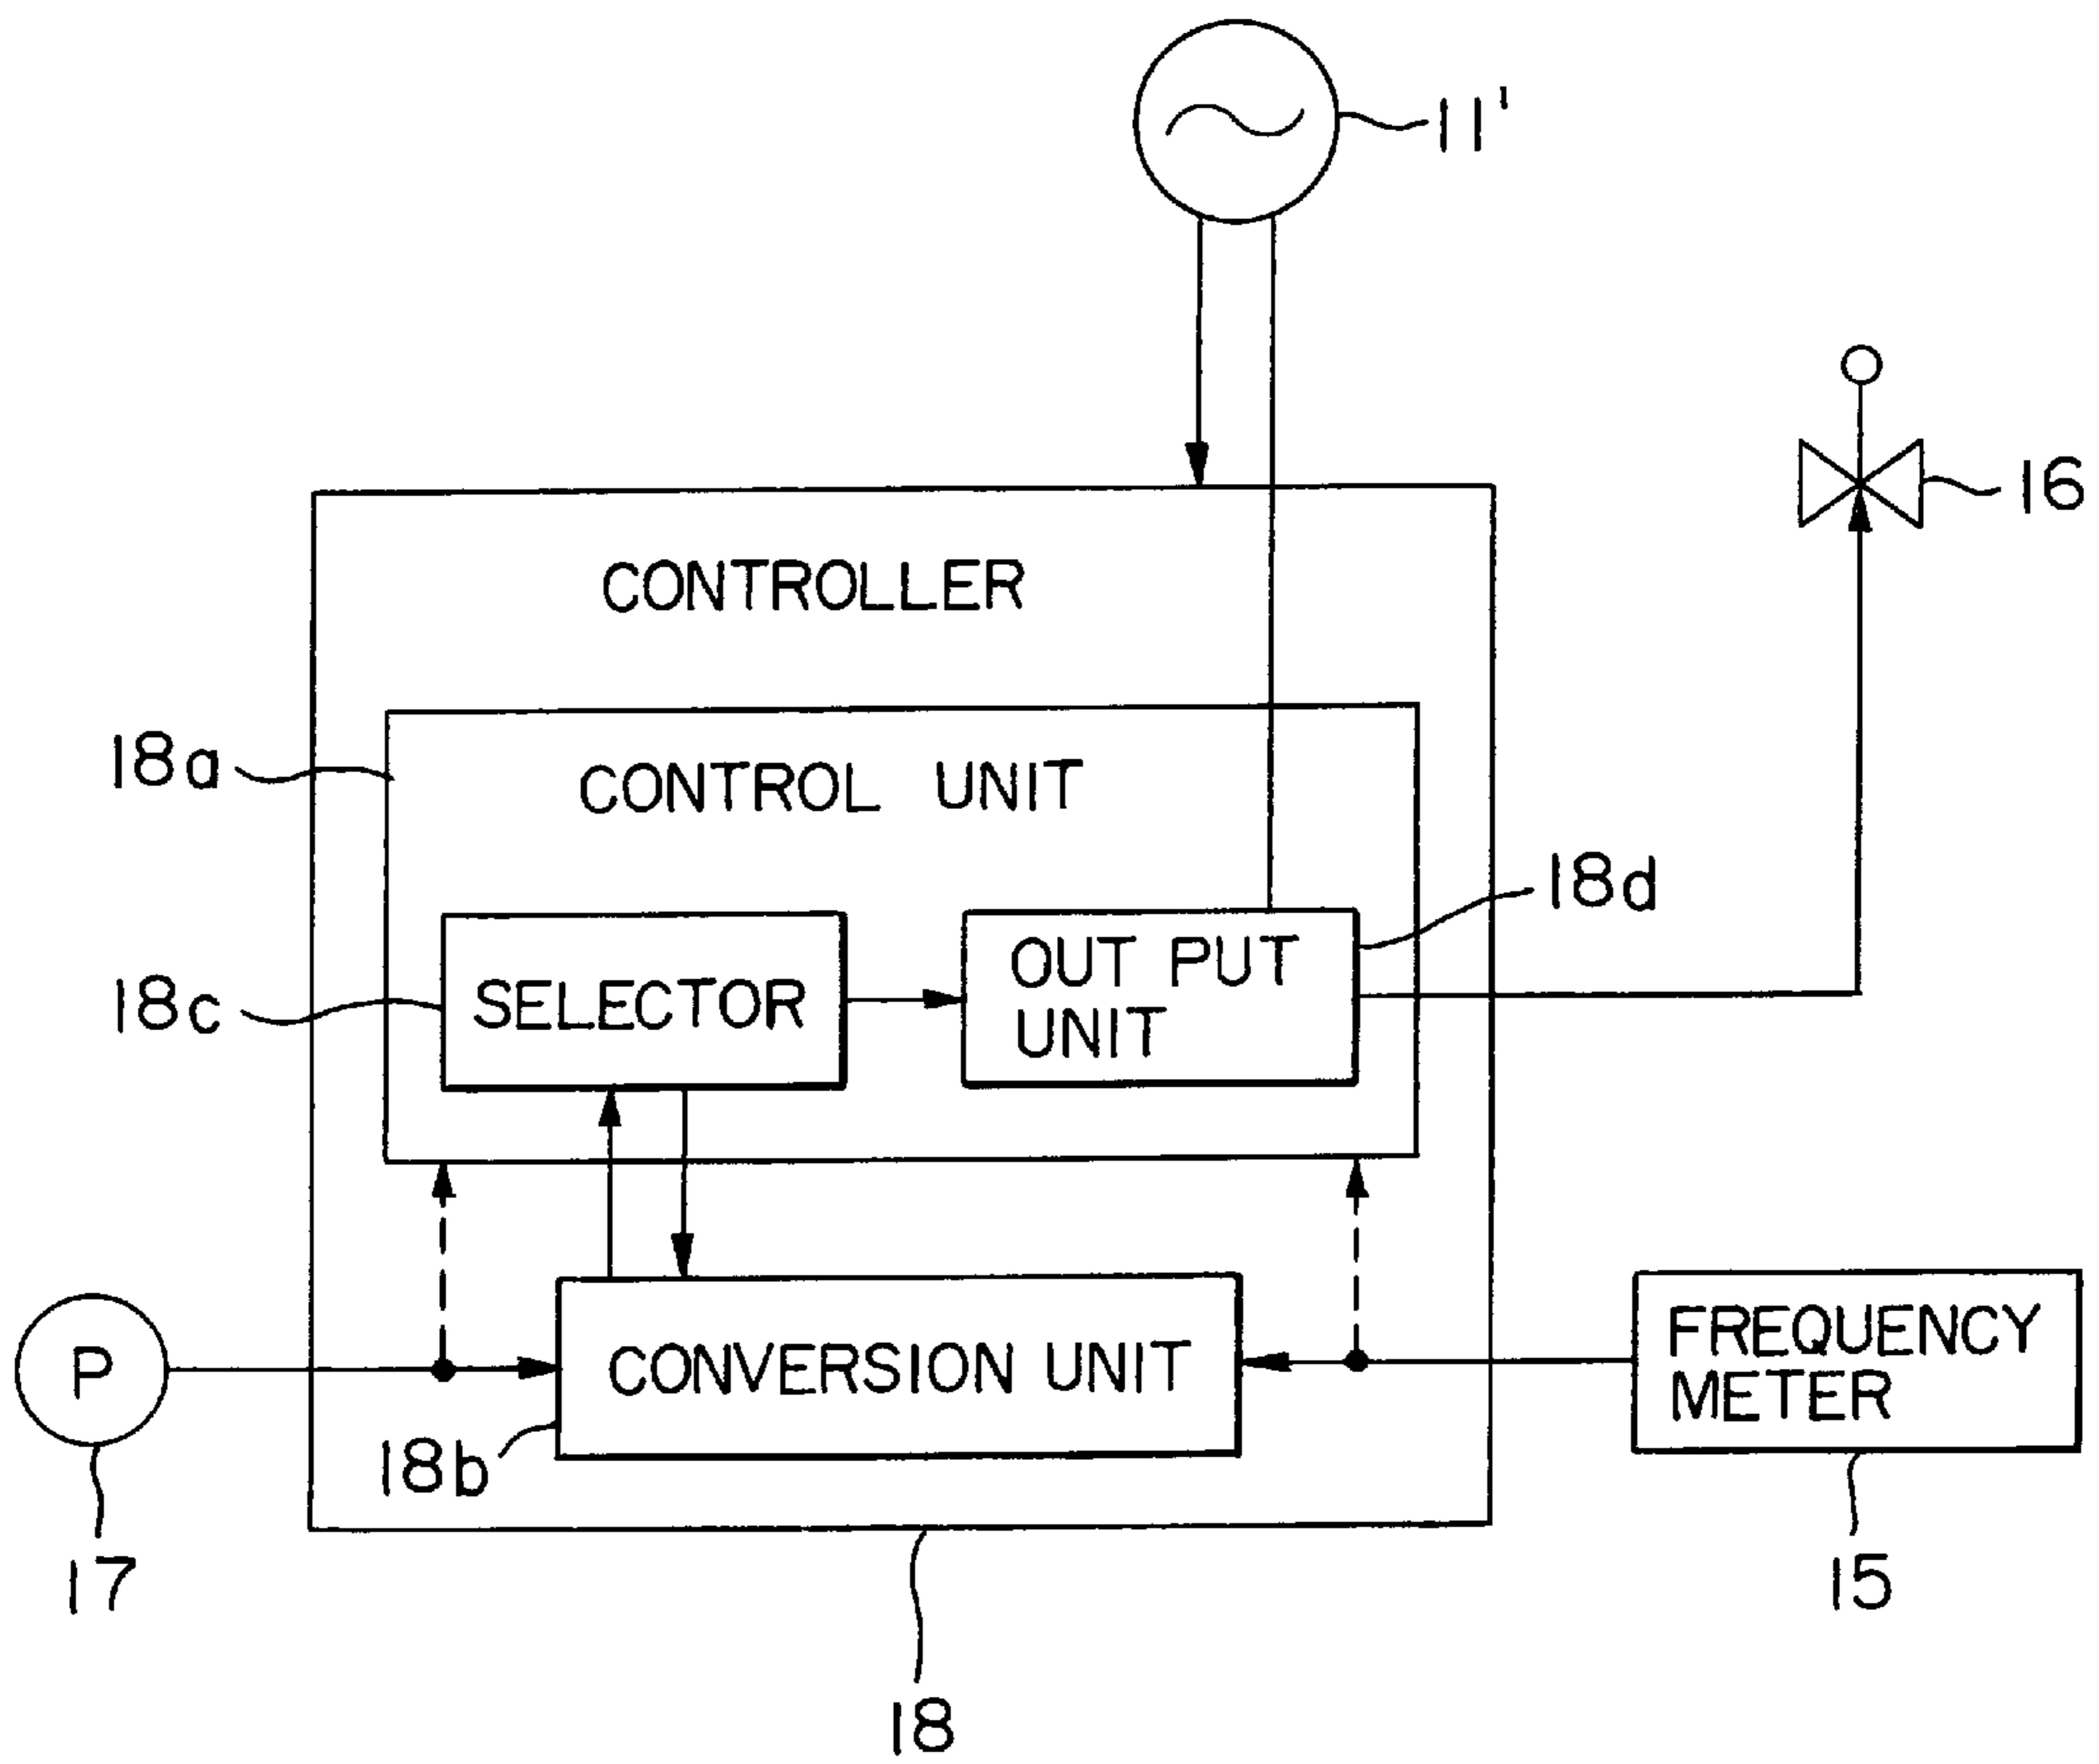 11'
16
CONTROLLER
18a
CONTROL UNIT
18d
18c
SELECTOR
OUT PUT
UNIT
P
CONVERSION UNIT
FREQUENCY
METER
18b
17
15
18